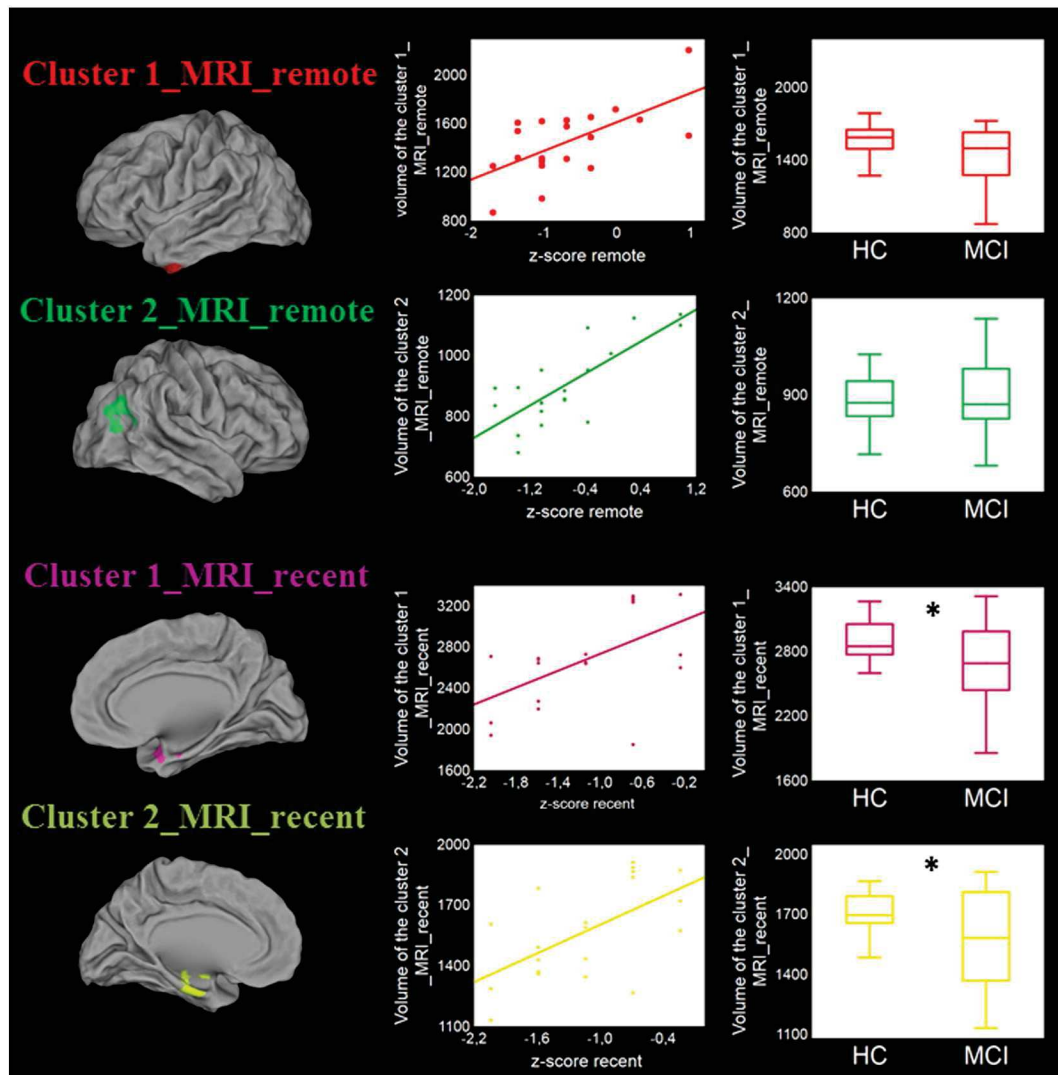 Cluster 1_MRI_remote
volume of the cluster 1_
MRI_remote
2000
1600
1200
800
-2
-1
0
1
z-score remote
Volume of the cluster 1_
MRI_remote
2000
1400
800
HC
MCI
Cluster 2_MRI_remote
Volume of the cluster 2
_MRI_remote
1200
1000
800
600
-2,0
-1,2
-0,4
0,4
1,2
z-score remote
Volume of the cluster 2_
MRI_remote
1200
900
600
HC
MCI
Cluster 1_MRI_recent
Volume of the cluster 1
_MRI_recent
3200
2800
2400
2000
1600
-2,2
-1,8
-1,4
-1,0
-0,6
-0,2
z-score recent
Volume of the cluster 1_
MRI_recent
3400
2800
2200
1600
*
HC
MCI
Cluster 2_MRI_recent
Volume of the cluster 2
_MRI_recent
2000
1700
1400
1100
-2,2
-1,6
-1,0
-0,4
z-score recent
Volume of the cluster 2_
MRI_recent
2000
1700
1400
1100
*
HC
MCI